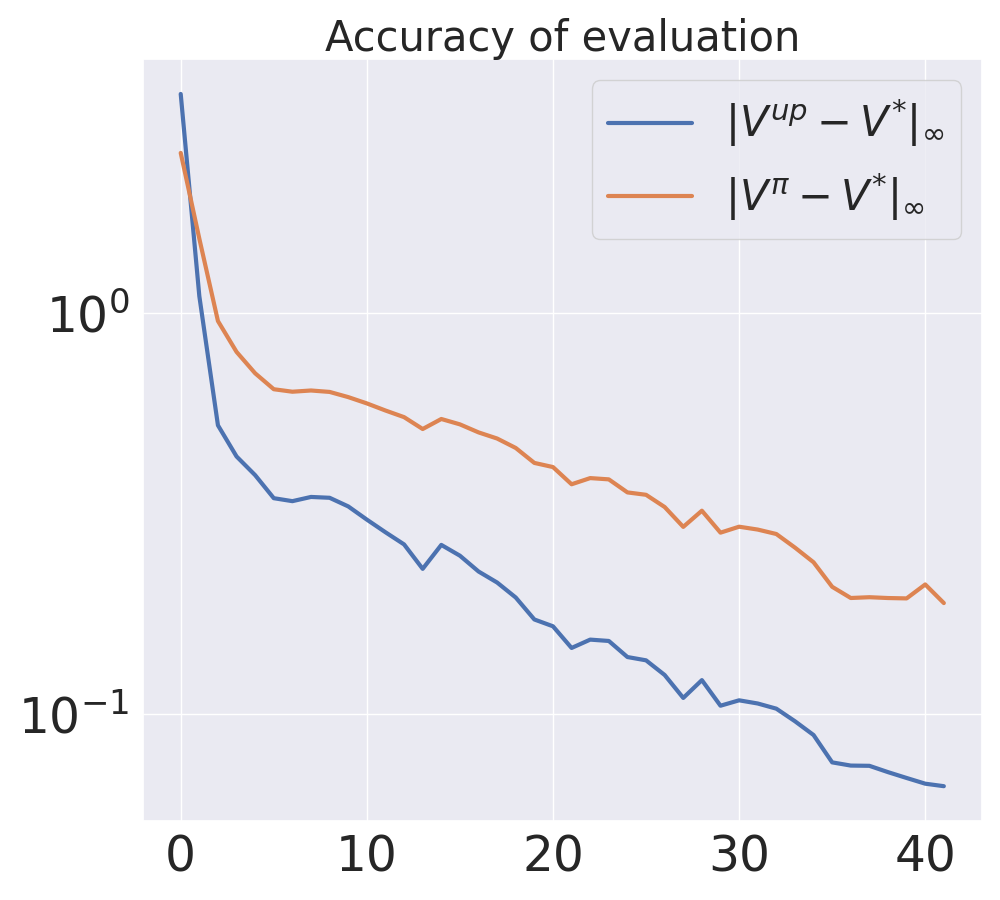 Accuracy of evaluation
|V^{up} − V^*|_∞
|V^π − V^*|_∞
10^0
10^{−1}
0 10 20 30 40